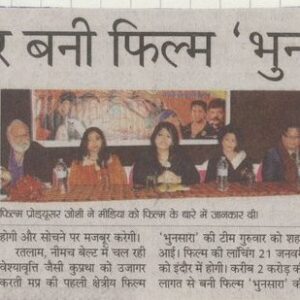 र बनी फिल्म ‘भुन
फिल्म प्रोड्यूसर जोशी ने मीडिया को फिल्म के बारे में जानकार दी।
होगी और सोचने पर मजबूर करेगी।
रतलाम, नीमच बेल्ट में चल रही
वेश्यावृत्ति जैसी कुप्रथा को उजागर
करती मप्र की पहली क्षेत्रीय फिल्म
‘भुनसारा’ की टीम गुरुवार को शह
आई। फिल्म की लांचिंग 21 जनवर
को इंदौर में होगी। करीब 2 करोड़
लागत से बनी फिल्म ‘भुनसारा’ में